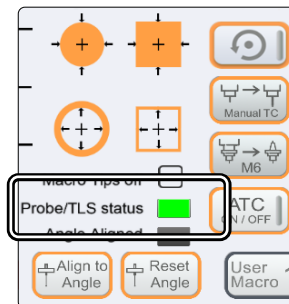 Manual TC
M6
Macro Tips off
Probe/TLS status
ATC
ON / OFF
Angle Aligned
Align to
Angle
Reset
Angle
User
Macro